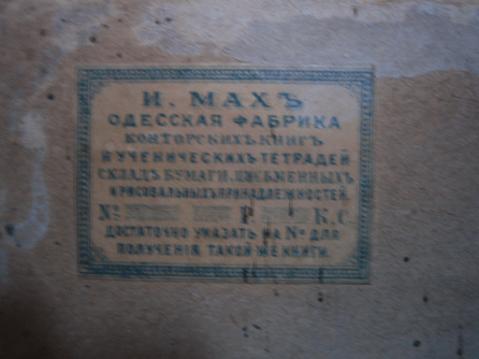 И. МАХЪ
ОДЕССКАЯ ФАБРИКА
КОНТОРСКИХЪ КНИГЪ
И УЧЕНИЧЕСКИХЪ ТЕТРАДЕЙ
СКЛАДЪ БУМАГИ, ПИСЬМЕННЫХЪ
И РИСОВАЛЬНЫХЪ ПРИНАДЛЕЖНОСТЕЙ.
№ Р. К. С.
ДОСТАТОЧНО УКАЗАТЬ НА № ДЛЯ
ПОЛУЧЕНІЯ ТАКОЙ ЖЕ КНИГИ.